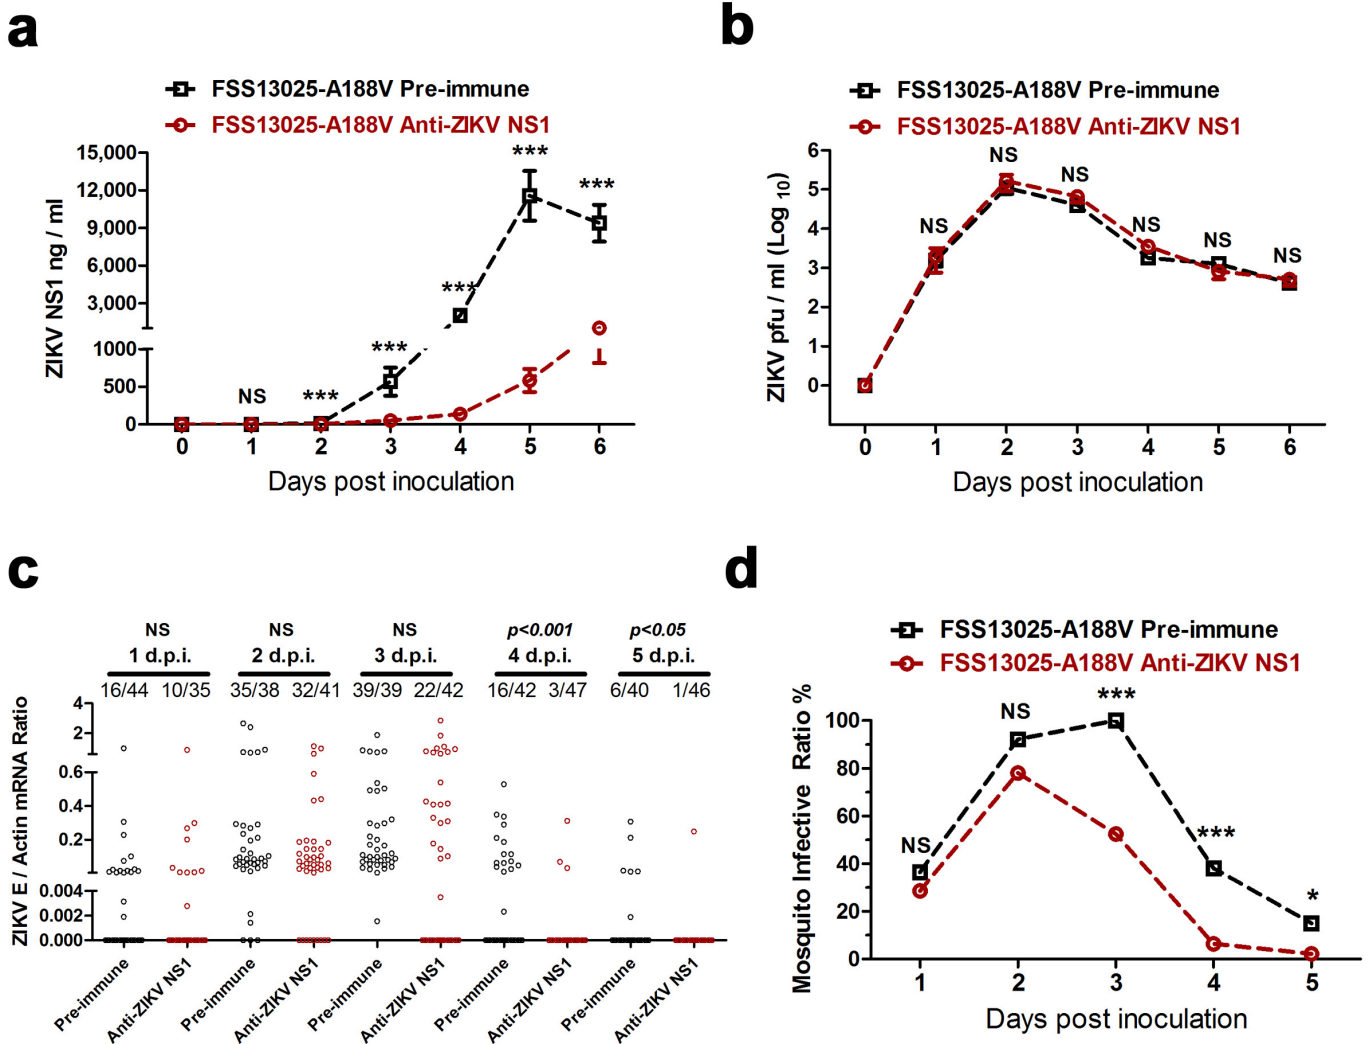 a
FSS13025-A188V Pre-immune
FSS13025-A188V Anti-ZIKV NS1
ZIKV NS1 ng / ml
15,000
12,000
9,000
6,000
3,000
1000
500
0
NS
***
***
***
***
***
0 1 2 3 4 5 6
Days post inoculation
b
FSS13025-A188V Pre-immune
FSS13025-A188V Anti-ZIKV NS1
ZIKV pfu / ml (Log 10)
6
5
4
3
2
1
0
NS
NS
NS
NS
NS
NS
0 1 2 3 4 5 6
Days post inoculation
c
NS NS NS p<0.001 p<0.05
1 d.p.i. 2 d.p.i. 3 d.p.i. 4 d.p.i. 5 d.p.i.
16/44 10/35 35/38 32/41 39/39 22/42 16/42 3/47 6/40 1/46
ZIKV E / Actin mRNA Ratio
4
2
0.6
0.4
0.2
0.004
0.002
0.000
Pre-immune
Anti-ZIKV NS1
Pre-immune
Anti-ZIKV NS1
Pre-immune
Anti-ZIKV NS1
Pre-immune
Anti-ZIKV NS1
Pre-immune
Anti-ZIKV NS1
d
FSS13025-A188V Pre-immune
FSS13025-A188V Anti-ZIKV NS1
Mosquito Infective Ratio %
100
80
60
40
20
0
NS
NS
***
***
*
1 2 3 4 5
Days post inoculation